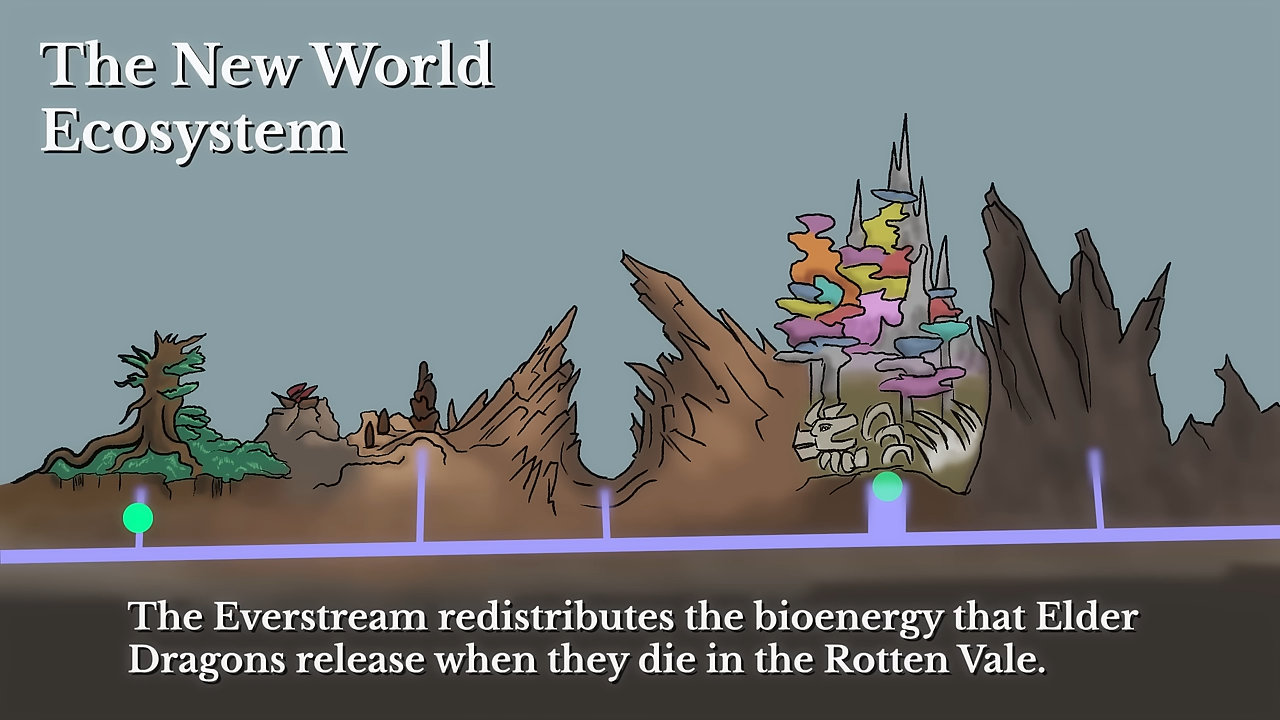 The New World
Ecosystem
The Everstream redistributes the bioenergy that Elder
Dragons release when they die in the Rotten Vale.